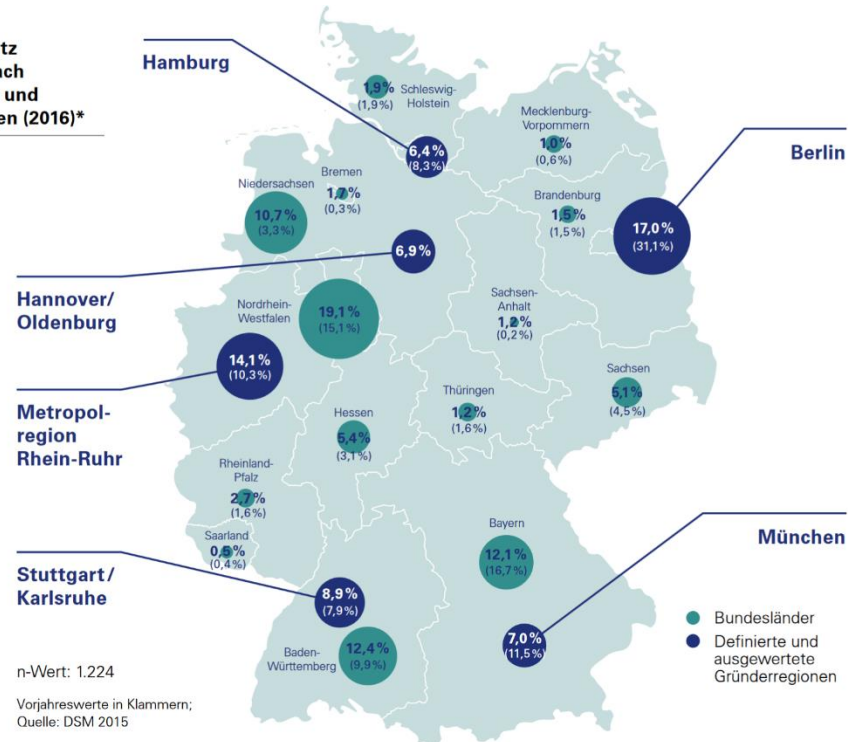 tz
ach
und
en (2016)*
Hamburg
1,9%
(1,9%)
Schleswig-
Holstein
Mecklenburg-
Vorpommern
1,0%
(0,6%)
6,4%
(8,3%)
Berlin
Bremen
1,7%
(0,3%)
Niedersachsen
10,7%
(3,3%)
Brandenburg
1,5%
(1,5%)
17,0%
(31,1%)
6,9%
Hannover/
Oldenburg
Nordrhein-
Westfalen
19,1%
(15,1%)
Sachsen-
Anhalt
1,2%
(0,2%)
14,1%
(10,3%)
Sachsen
5,1%
(4,5%)
Thüringen
1,2%
(1,6%)
Metropol-
region
Rhein-Ruhr
Hessen
5,4%
(3,1%)
Rheinland-
Pfalz
2,7%
(1,6%)
Saarland
0,5%
(0,4%)
Bayern
12,1%
(16,7%)
München
Stuttgart/
Karlsruhe
8,9%
(7,9%)
7,0%
(11,5%)
Baden-
Württemberg
12,4%
(9,9%)
Bundesländer
Definierte und
ausgewertete
Gründerregionen
n-Wert: 1.224
Vorjahreswerte in Klammern;
Quelle: DSM 2015